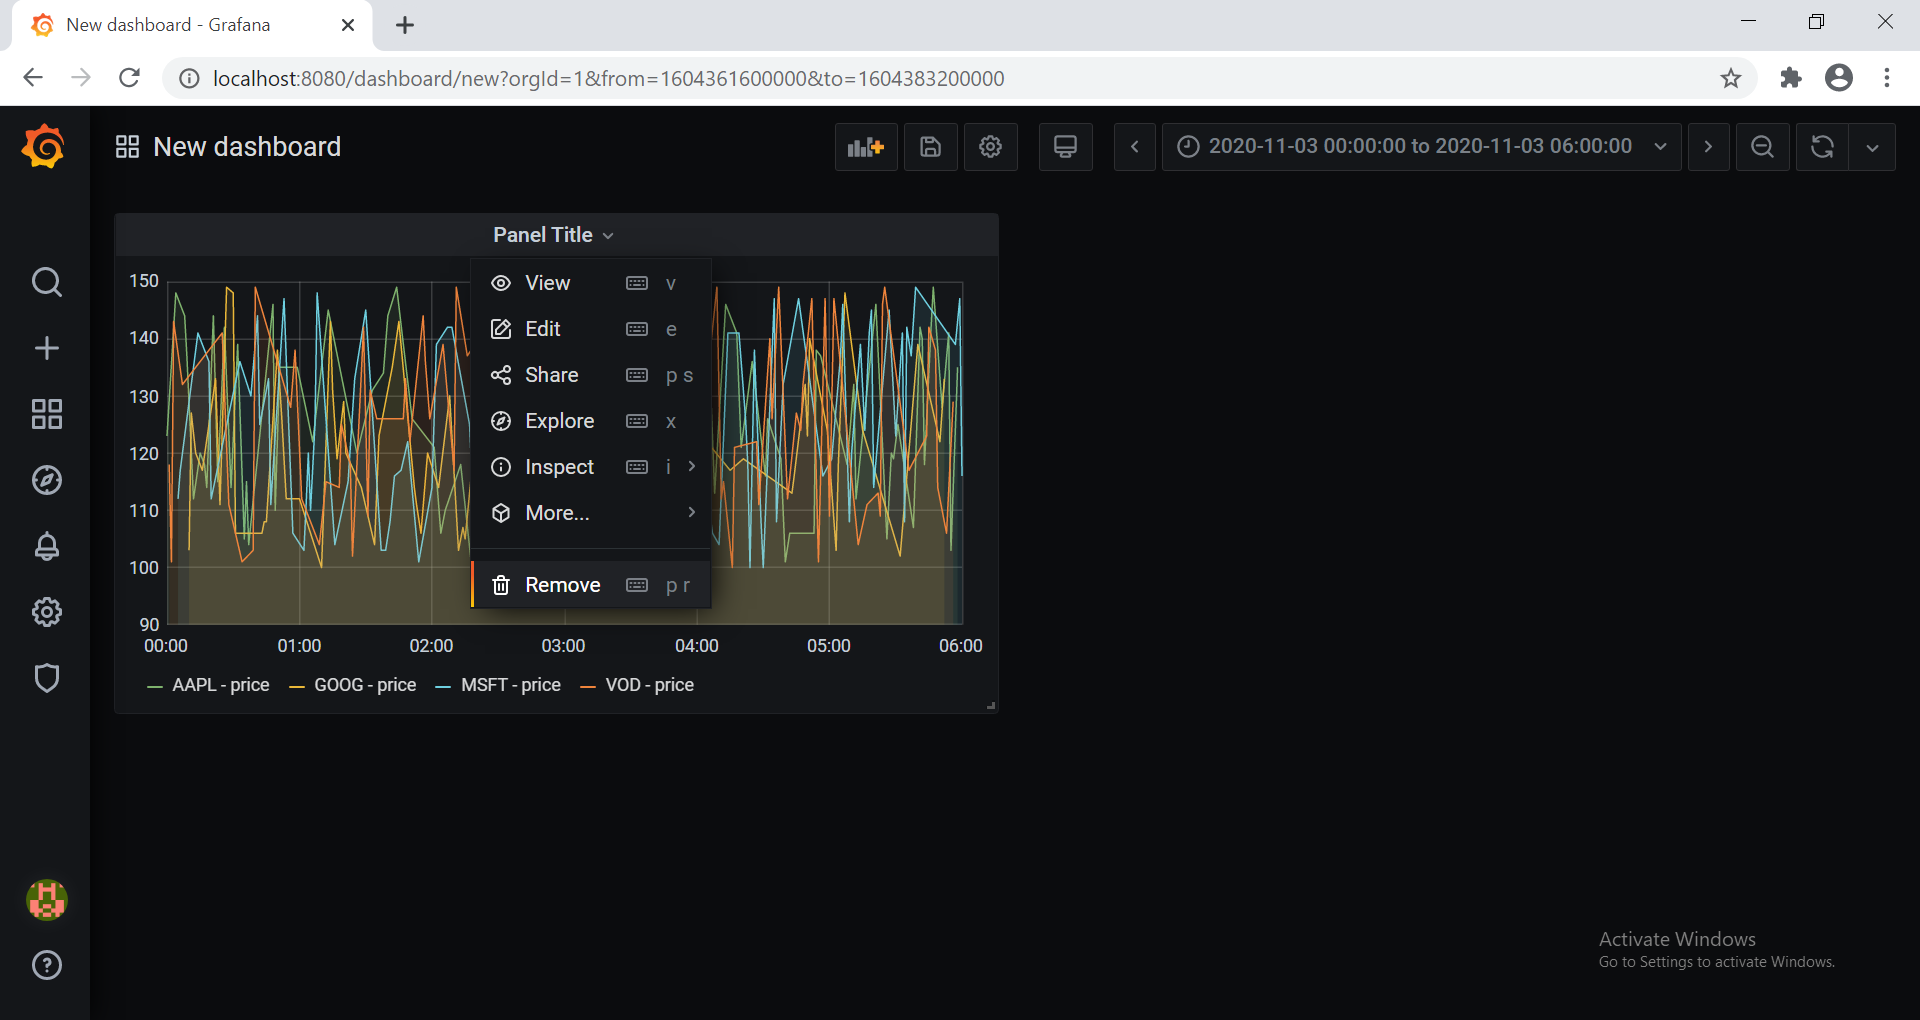 New dashboard - Grafana
localhost:8080/dashboard/new?orgId=1&from=1604361600000&to=1604383200000
New dashboard
2020-11-03 00:00:00 to 2020-11-03 06:00:00
Panel Title
150
140
130
120
110
100
90
00:00 01:00 02:00 03:00 04:00 05:00 06:00
AAPL - price GOOG - price MSFT - price VOD - price
View v
Edit e
Share p s
Explore x
Inspect i
More...
Remove p r
Activate Windows
Go to Settings to activate Windows.